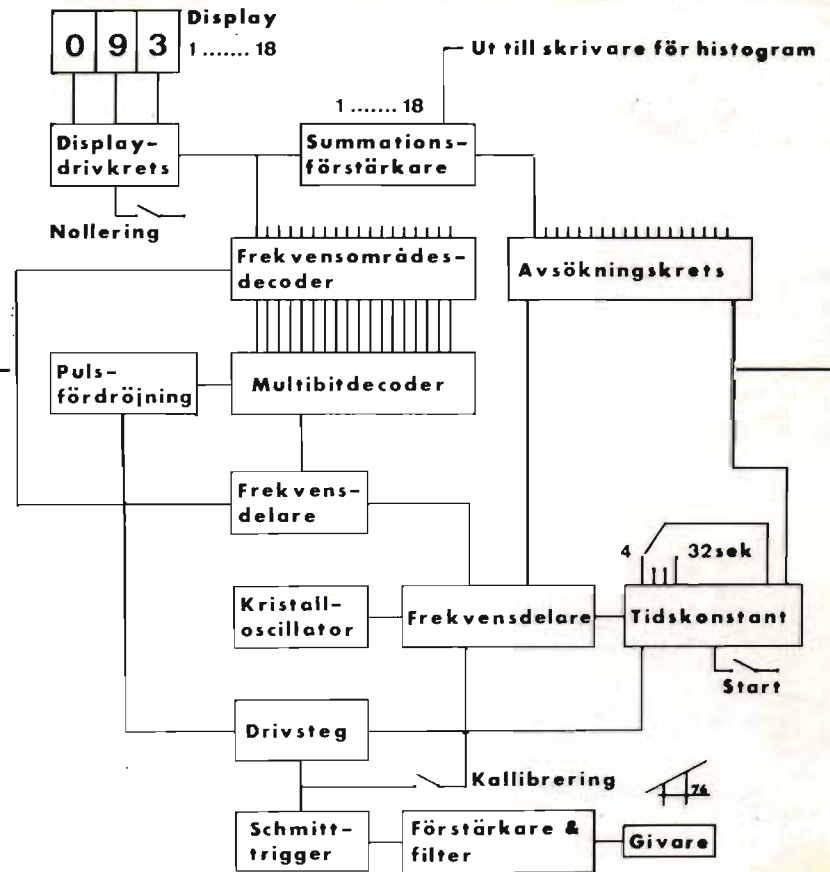 Display
0 9 3
1 ....... 18
Ut till skrivare för histogram
1 ....... 18
Display-
drivkrets
Summations-
förstärkare
Nollering
Frekvensområdes-
decoder
Avsökningskrets
Puls-
fördröjning
Multibitdecoder
Frekvens-
delare
4
32sek
Kristall-
oscillator
Frekvensdelare
Tidskonstant
Start
Drivsteg
Kallibrering
76
Schmitt-
trigger
Förstärkare &
filter
Givare